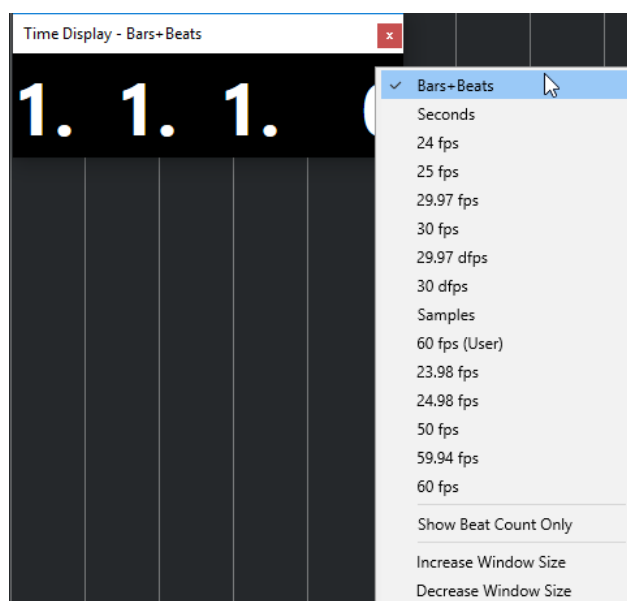 Time Display - Bars+Beats
x
1. 1. 1.
Bars+Beats
Seconds
24 fps
25 fps
29.97 fps
30 fps
29.97 dfps
30 dfps
Samples
60 fps (User)
23.98 fps
24.98 fps
50 fps
59.94 fps
60 fps
Show Beat Count Only
Increase Window Size
Decrease Window Size